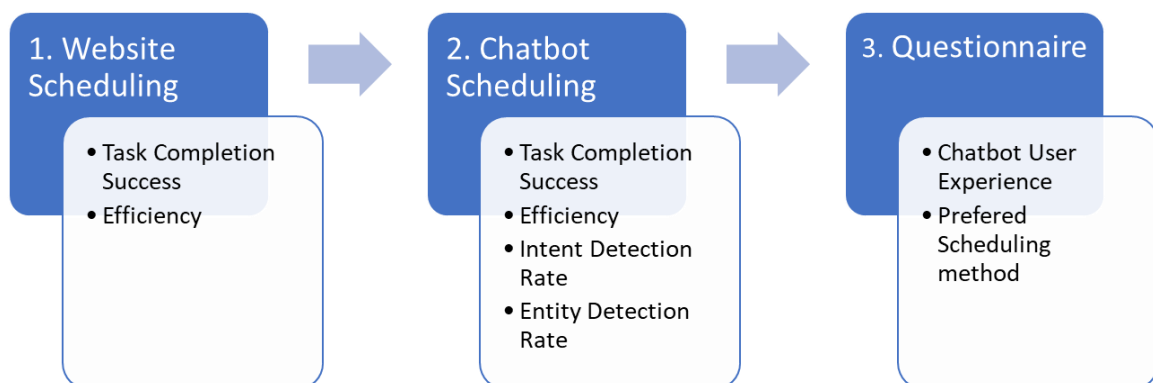 1. Website
Scheduling
• Task Completion
Success
• Efficiency
2. Chatbot
Scheduling
• Task Completion
Success
• Efficiency
• Intent Detection
Rate
• Entity Detection
Rate
3. Questionnaire
• Chatbot User
Experience
• Prefered
Scheduling
method